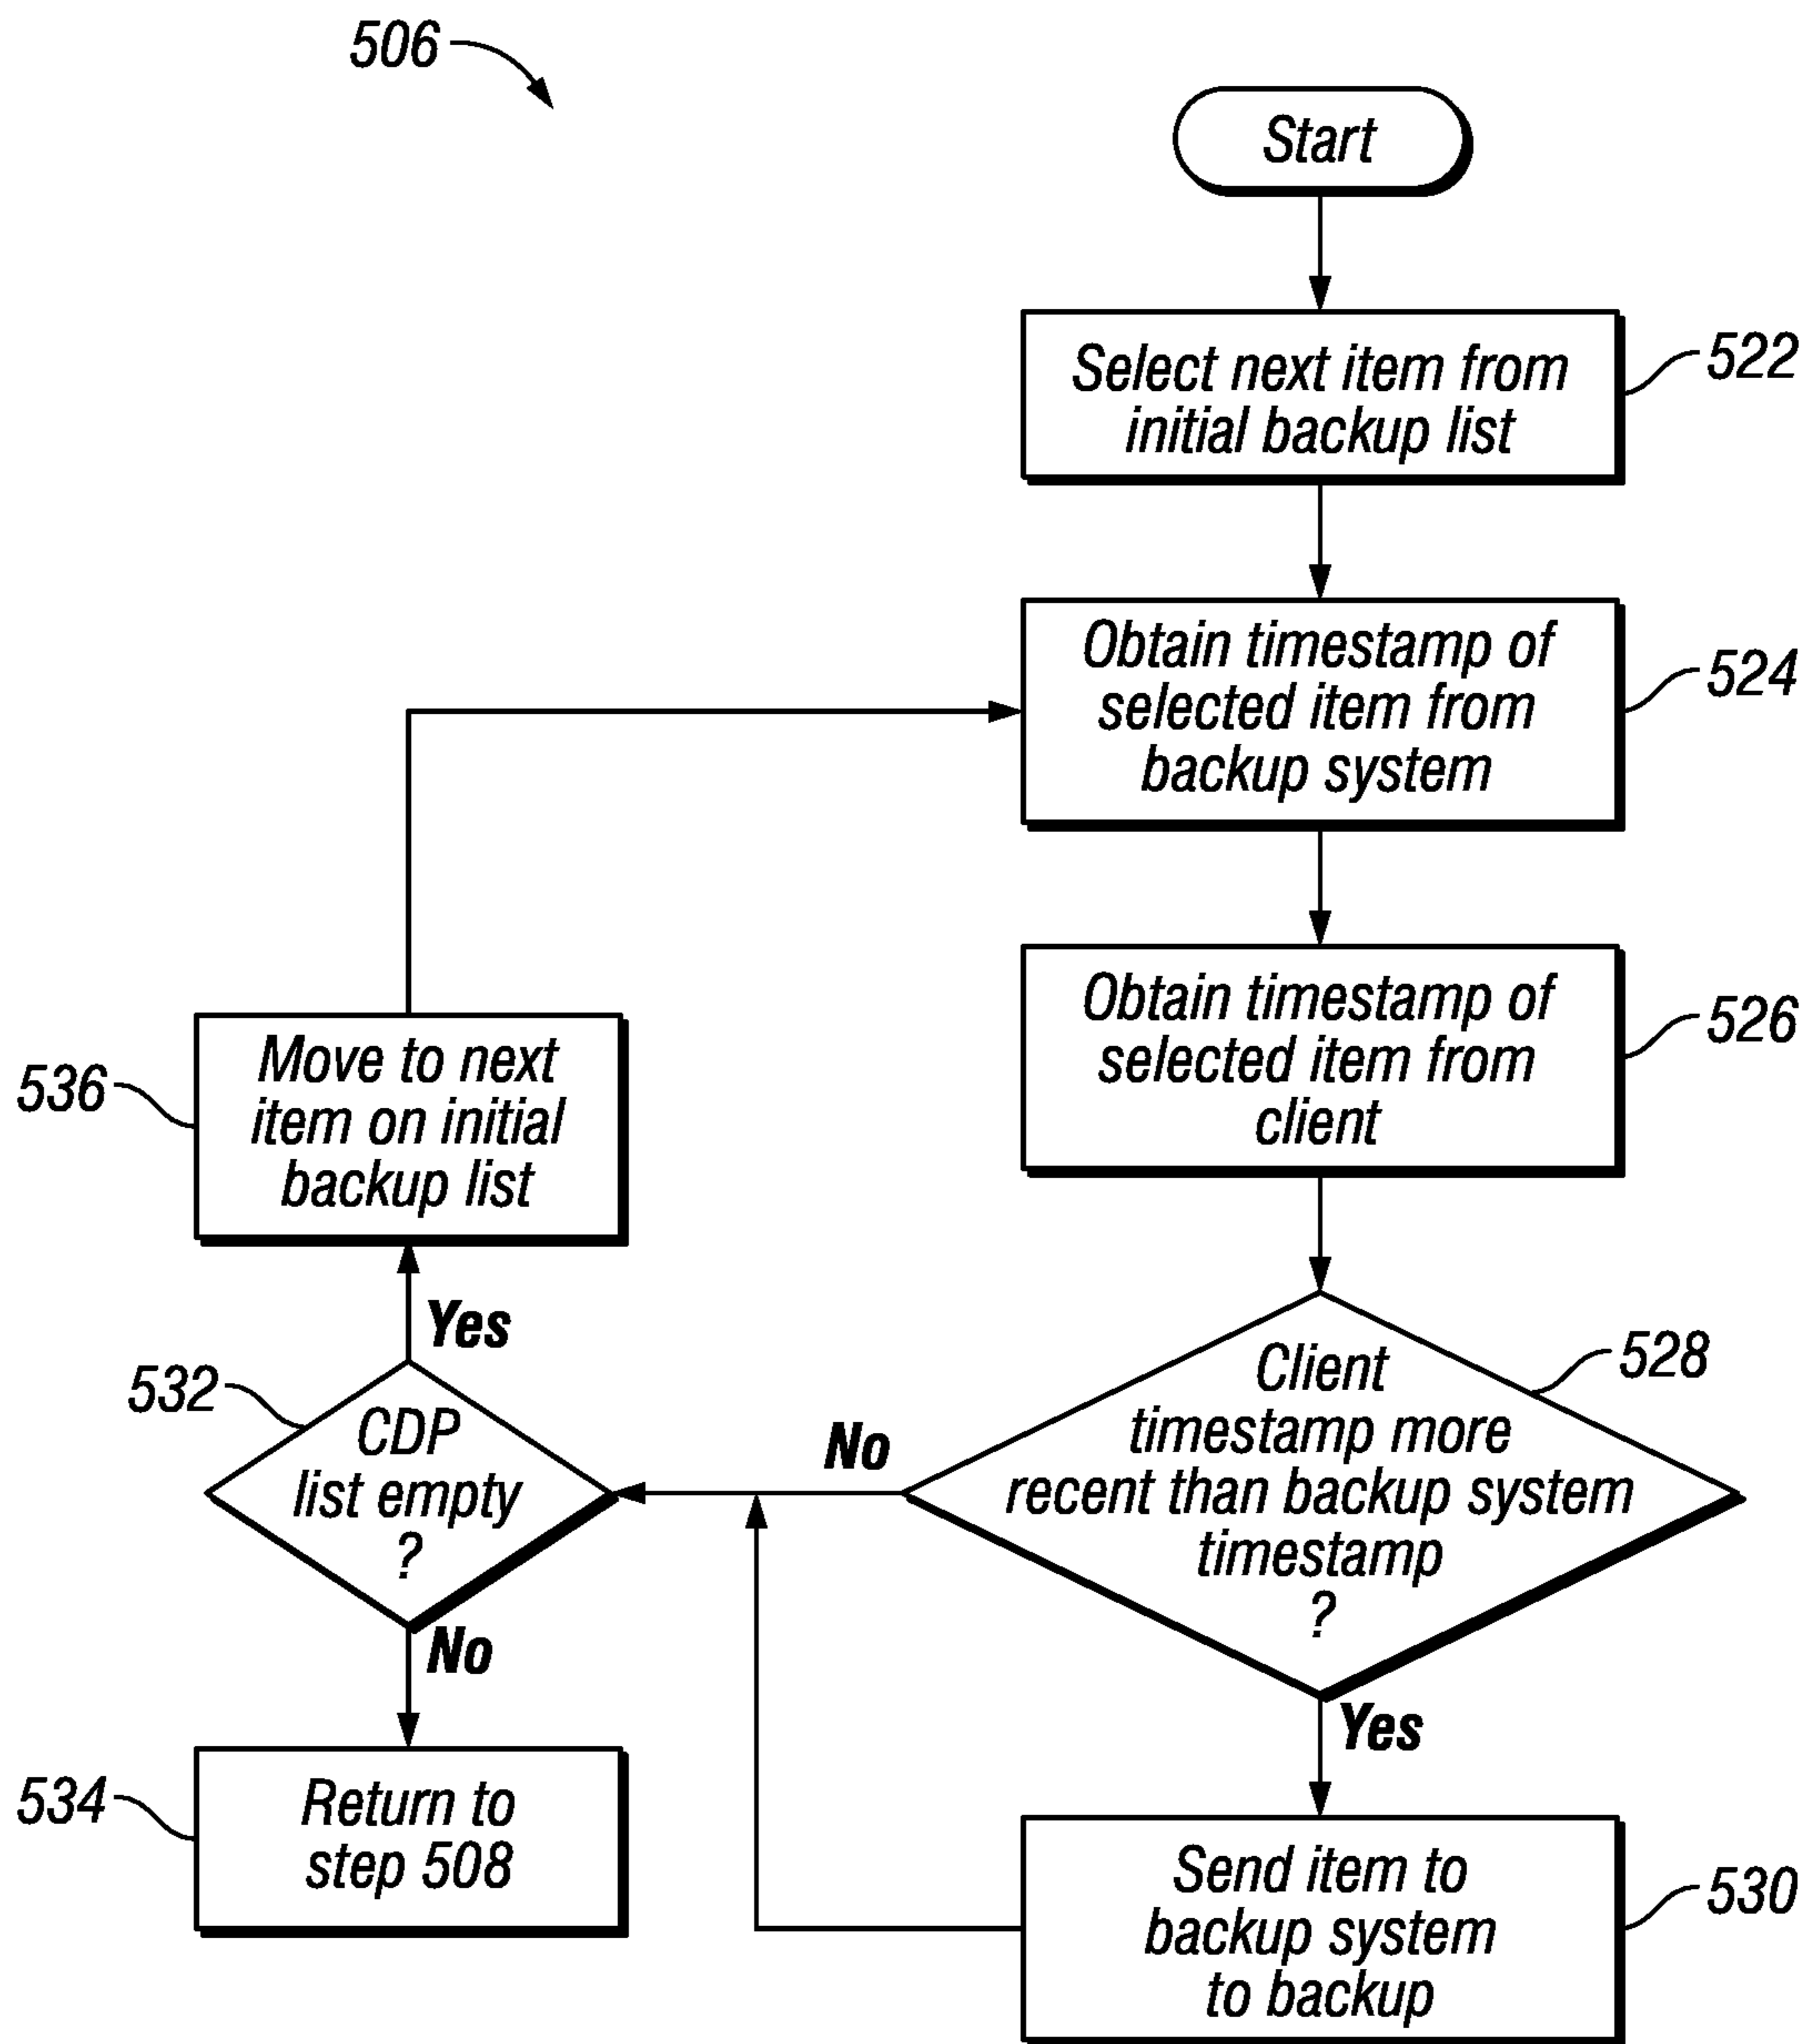 506
Start
Select next item from
initial backup list
522
Obtain timestamp of
selected item from
backup system
524
Obtain timestamp of
selected item from
client
526
Move to next
item on initial
backup list
536
Yes
Client
timestamp more
recent than backup system
timestamp
?
528
No
Yes
532
CDP
list empty
?
No
534
Return to
step 508
Send item to
backup system
to backup
530